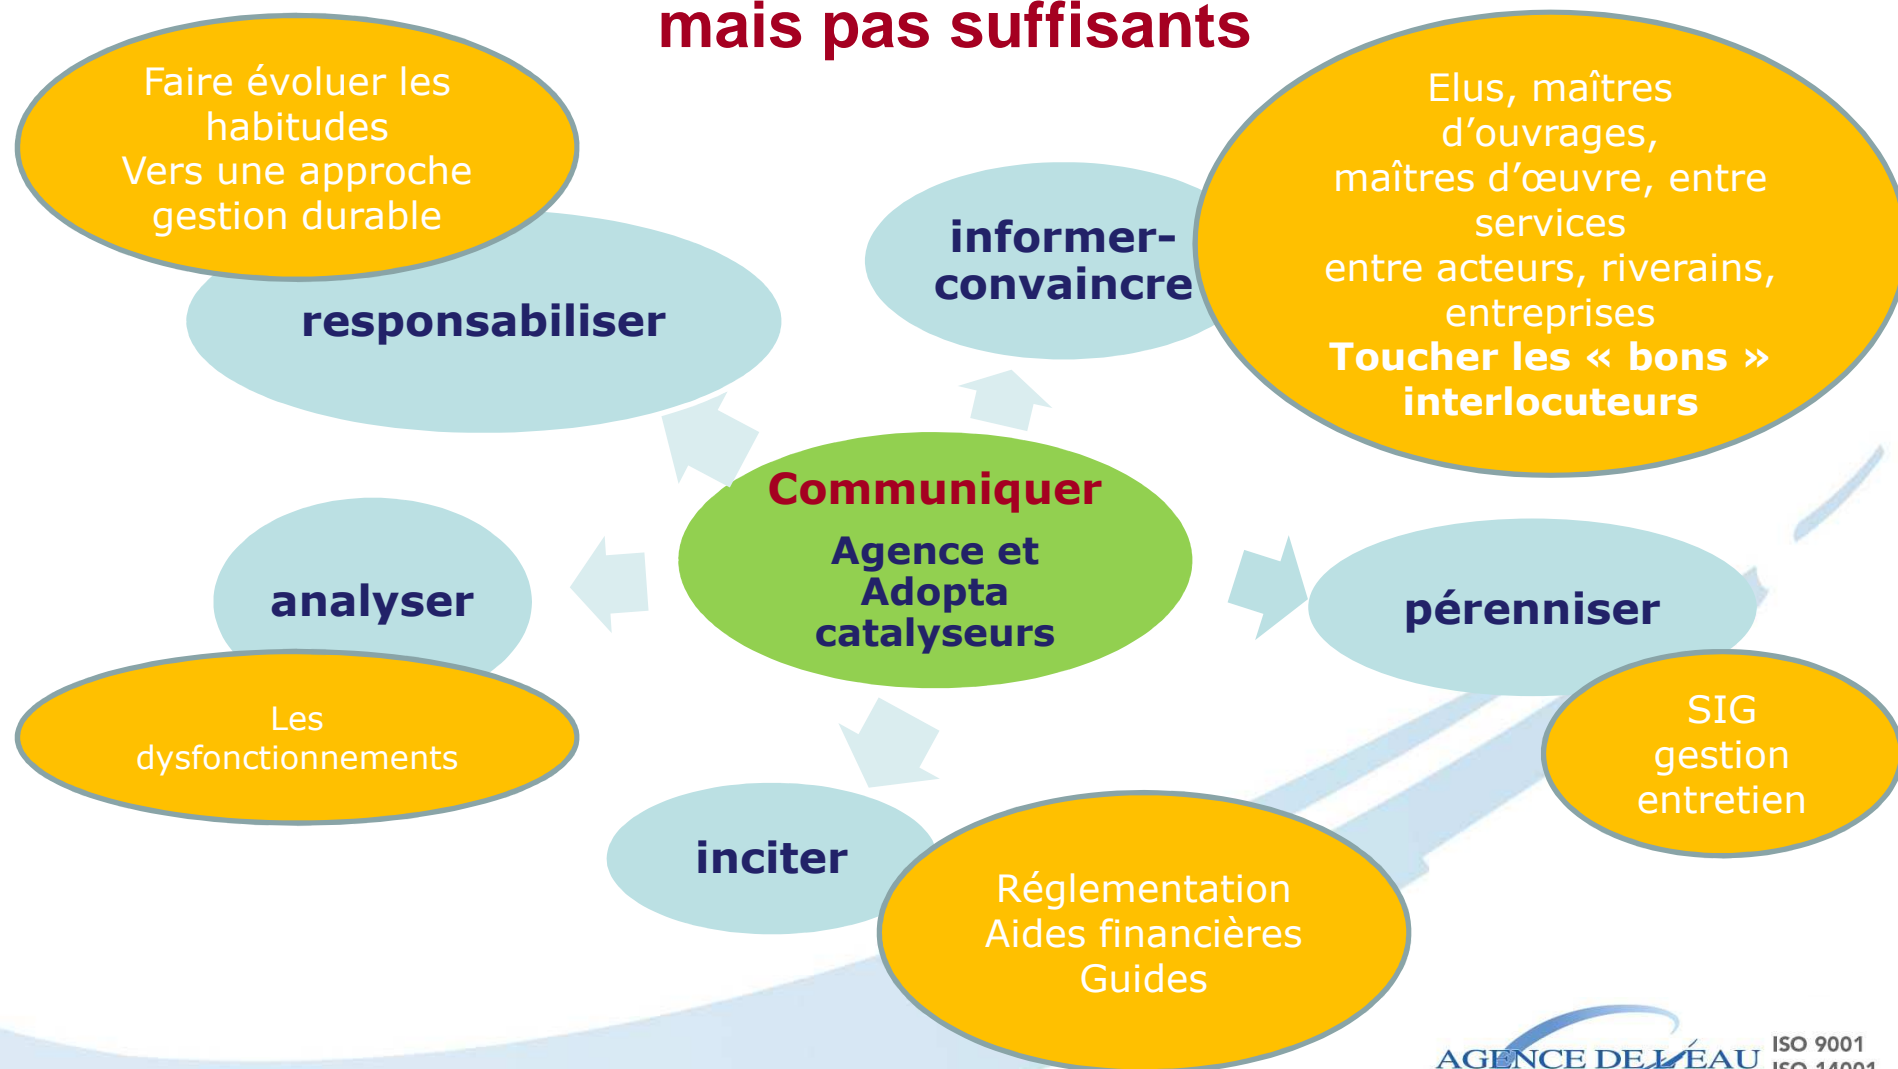 mais pas suffisants
Faire évoluer les
habitudes
Vers une approche
gestion durable
responsabiliser
informer-
convaincre
Elus, maîtres
d’ouvrages,
maîtres d’œuvre, entre
services
entre acteurs, riverains,
entreprises
Toucher les « bons »
interlocuteurs
Communiquer
Agence et
Adopta
catalyseurs
analyser
Les
dysfonctionnements
pérenniser
SIG
gestion
entretien
inciter
Réglementation
Aides financières
Guides
AGENCE DE L'EAU
ISO 9001
ISO 14001